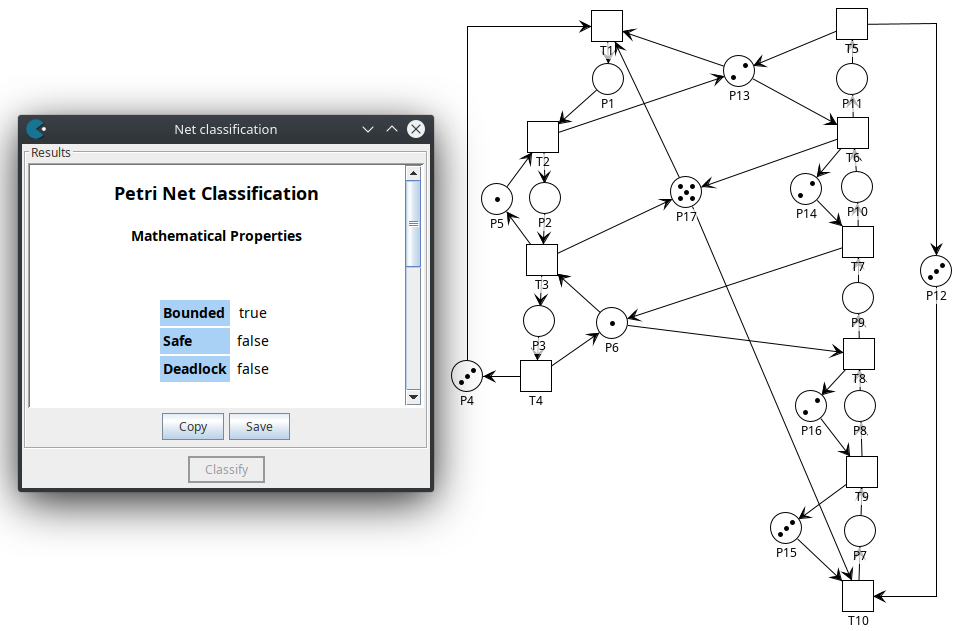 Net classification
Results
Petri Net Classification
Mathematical Properties
Bounded true
Safe false
Deadlock false
Copy Save
Classify
T1
P1
T2
P5
P2
T3
P3
P4
T4
P6
P13
P17
T5
P11
T6
P14
P10
T7
P12
P9
T8
P16
P8
T9
P15
P7
T10